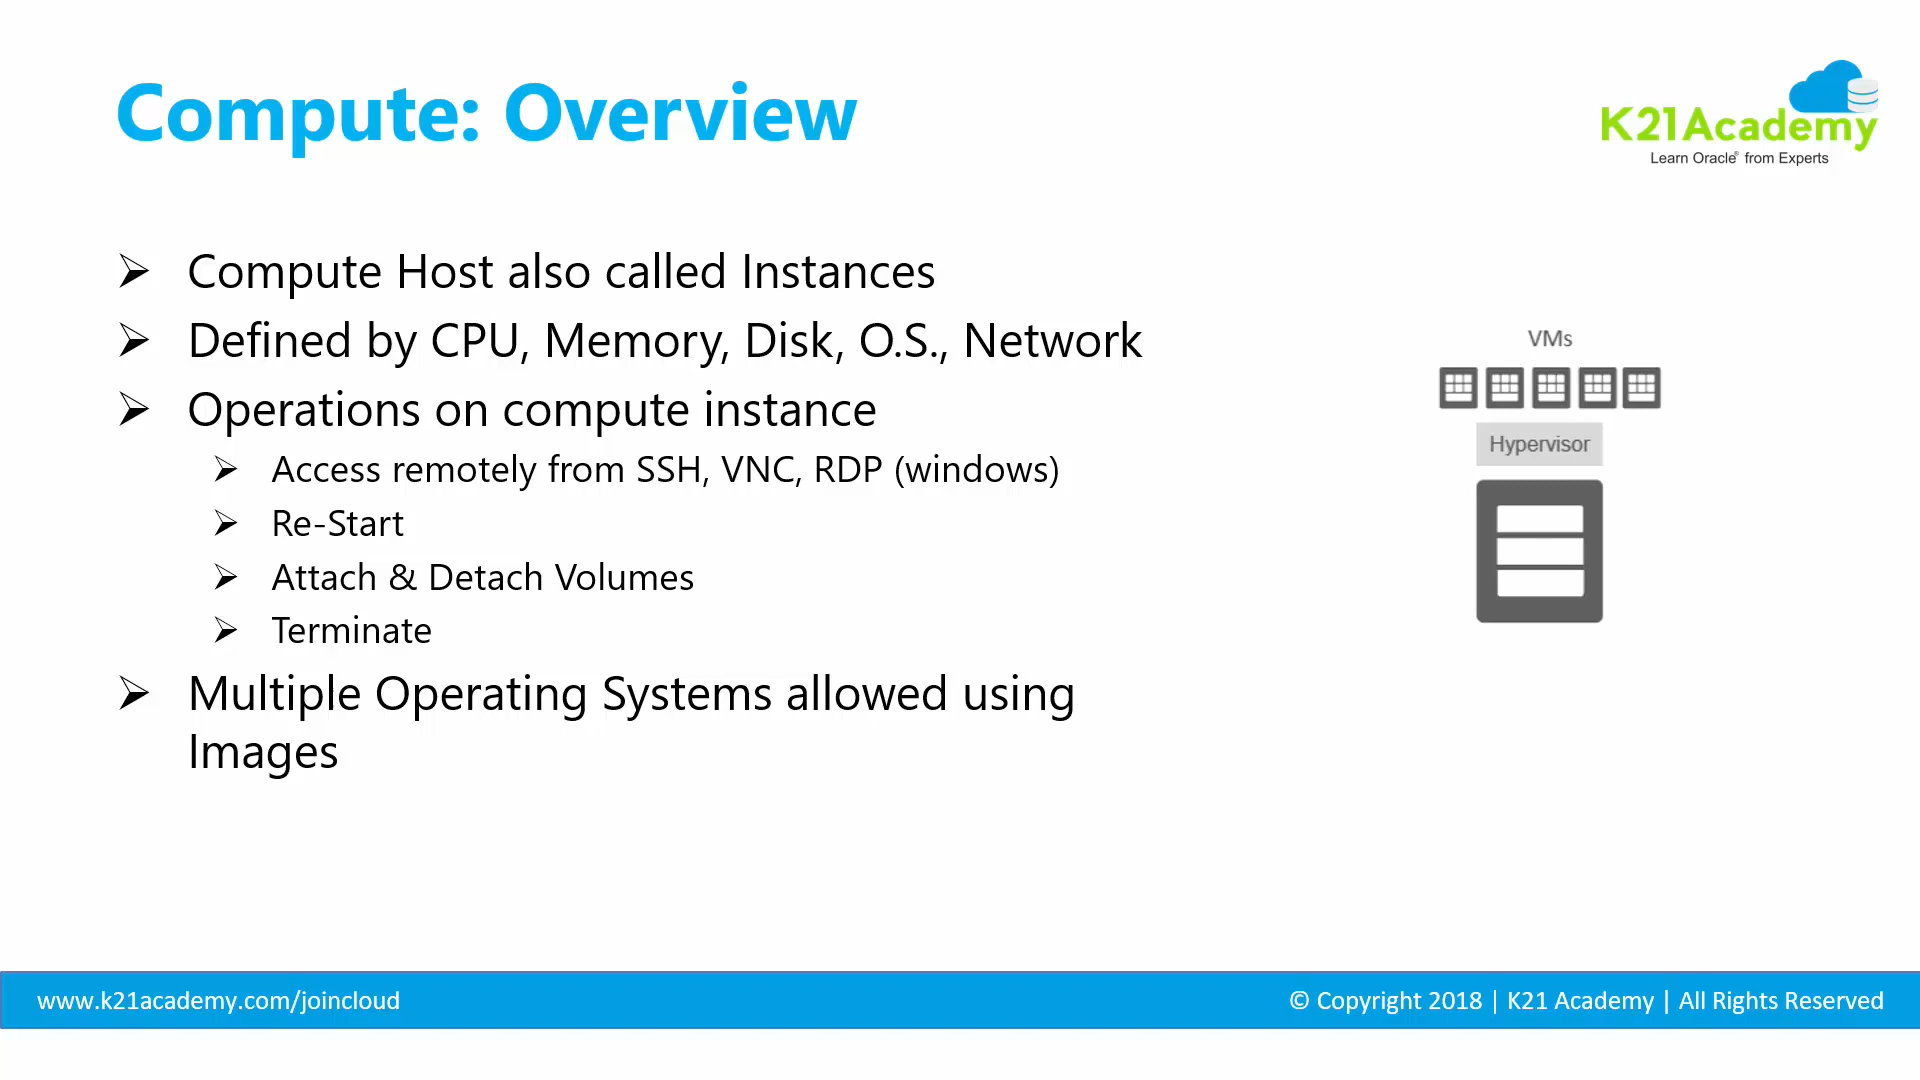 Compute: Overview
K21Academy
Learn Oracle® from Experts
➢ Compute Host also called Instances
➢ Defined by CPU, Memory, Disk, O.S., Network
➢ Operations on compute instance
➢ Access remotely from SSH, VNC, RDP (windows)
➢ Re-Start
➢ Attach & Detach Volumes
➢ Terminate
➢ Multiple Operating Systems allowed using
Images
VMs
Hypervisor
www.k21academy.com/joincloud
© Copyright 2018 | K21 Academy | All Rights Reserved